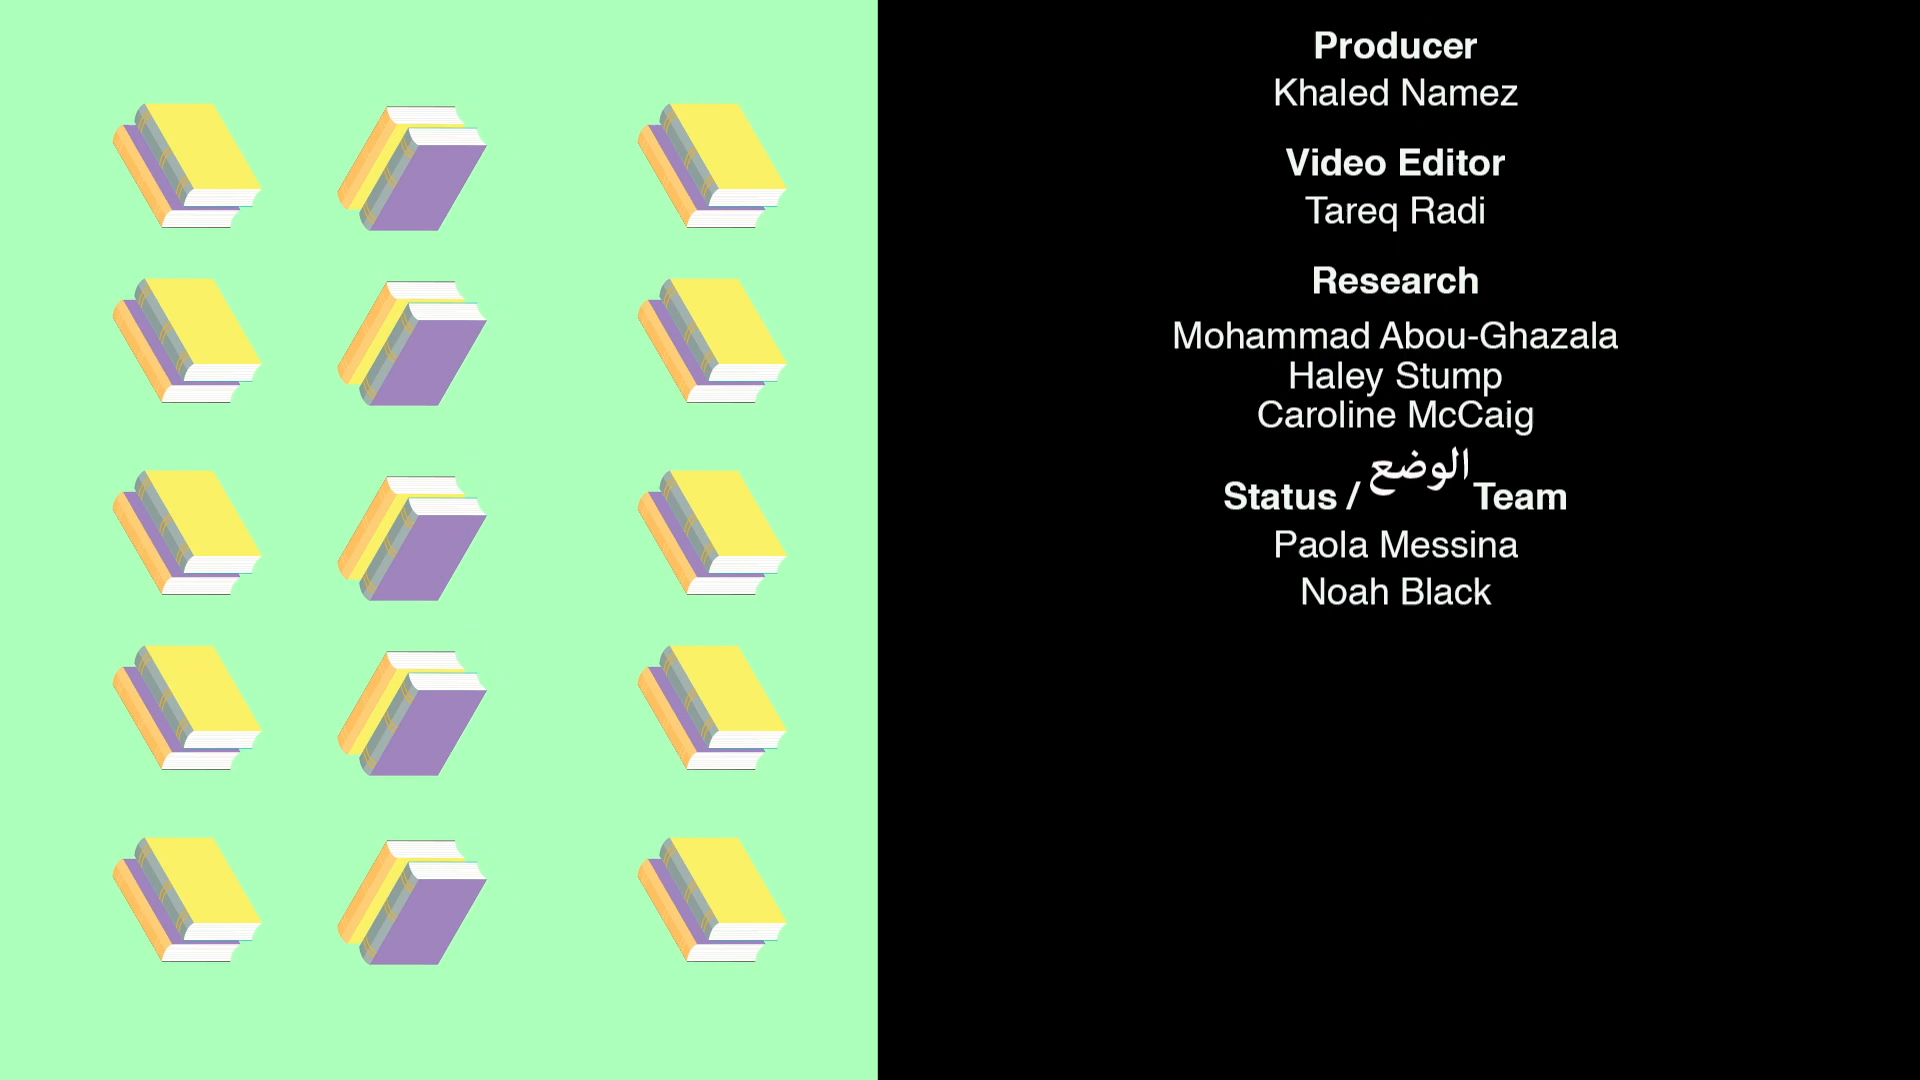 Producer
Khaled Namez
Video Editor
Tareq Radi
Research
Mohammad Abou-Ghazala
Haley Stump
Caroline McCaig
Status / الوضع Team
Paola Messina
Noah Black